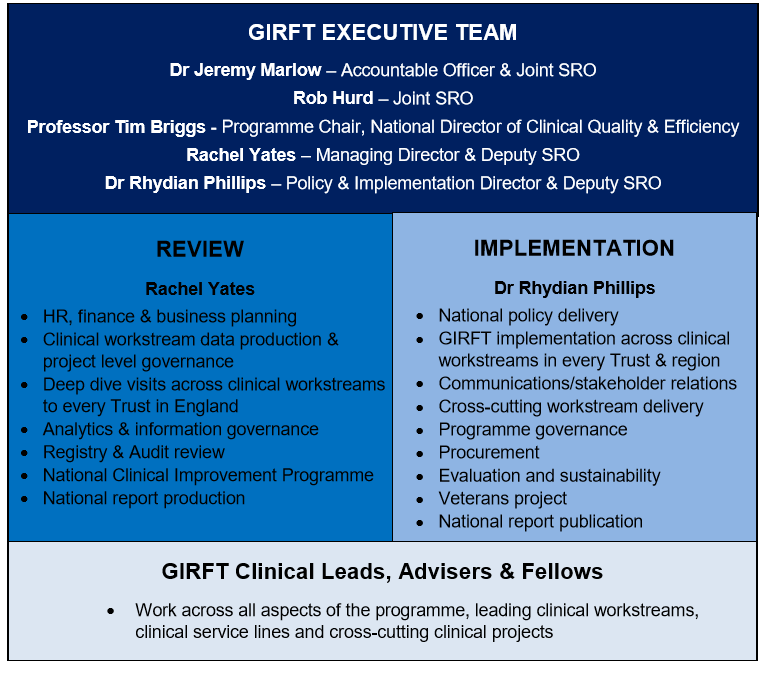 GIRFT EXECUTIVE TEAM
Dr Jeremy Marlow – Accountable Officer & Joint SRO
Rob Hurd – Joint SRO
Professor Tim Briggs - Programme Chair, National Director of Clinical Quality & Efficiency
Rachel Yates – Managing Director & Deputy SRO
Dr Rhydian Phillips – Policy & Implementation Director & Deputy SRO
REVIEW
Rachel Yates
• HR, finance & business planning
• Clinical workstream data production &
project level governance
• Deep dive visits across clinical workstreams
to every Trust in England
• Analytics & information governance
• Registry & Audit review
• National Clinical Improvement Programme
• National report production
IMPLEMENTATION
Dr Rhydian Phillips
• National policy delivery
• GIRFT implementation across clinical
workstreams in every Trust & region
• Communications/stakeholder relations
• Cross-cutting workstream delivery
• Programme governance
• Procurement
• Evaluation and sustainability
• Veterans project
• National report publication
GIRFT Clinical Leads, Advisers & Fellows
• Work across all aspects of the programme, leading clinical workstreams,
clinical service lines and cross-cutting clinical projects